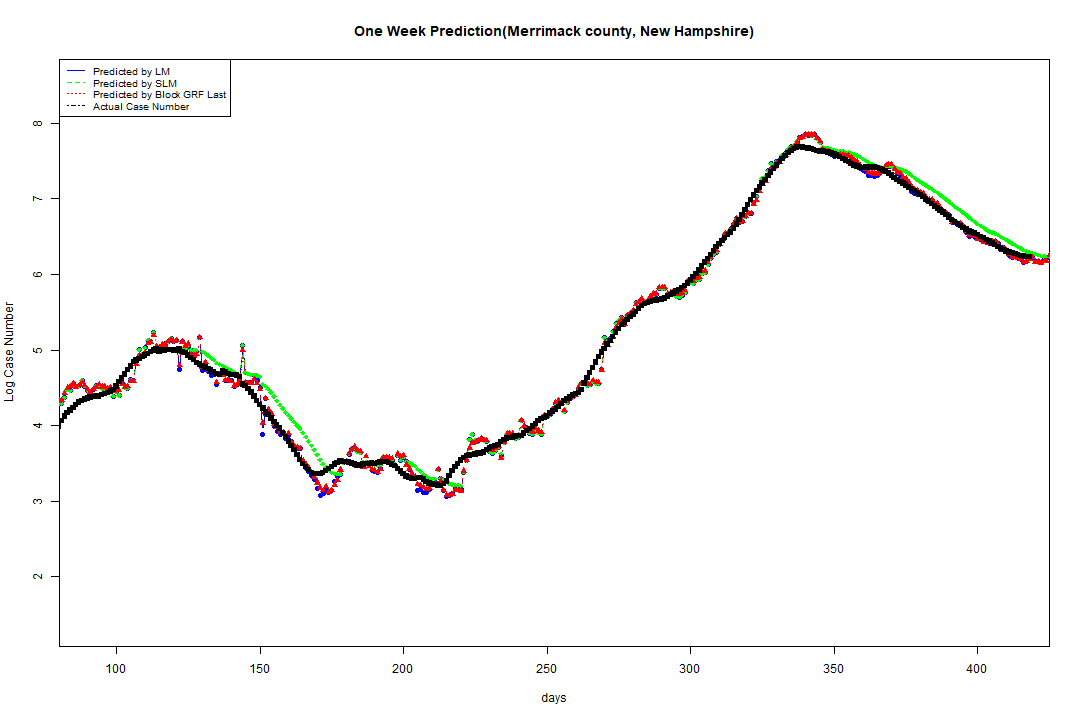 One Week Prediction(Merrimack county, New Hampshire)
Predicted by LM
Predicted by SLM
Predicted by Block GRF Last
Actual Case Number
Log Case Number
8
7
6
5
4
3
2
100 150 200 250 300 350 400
days